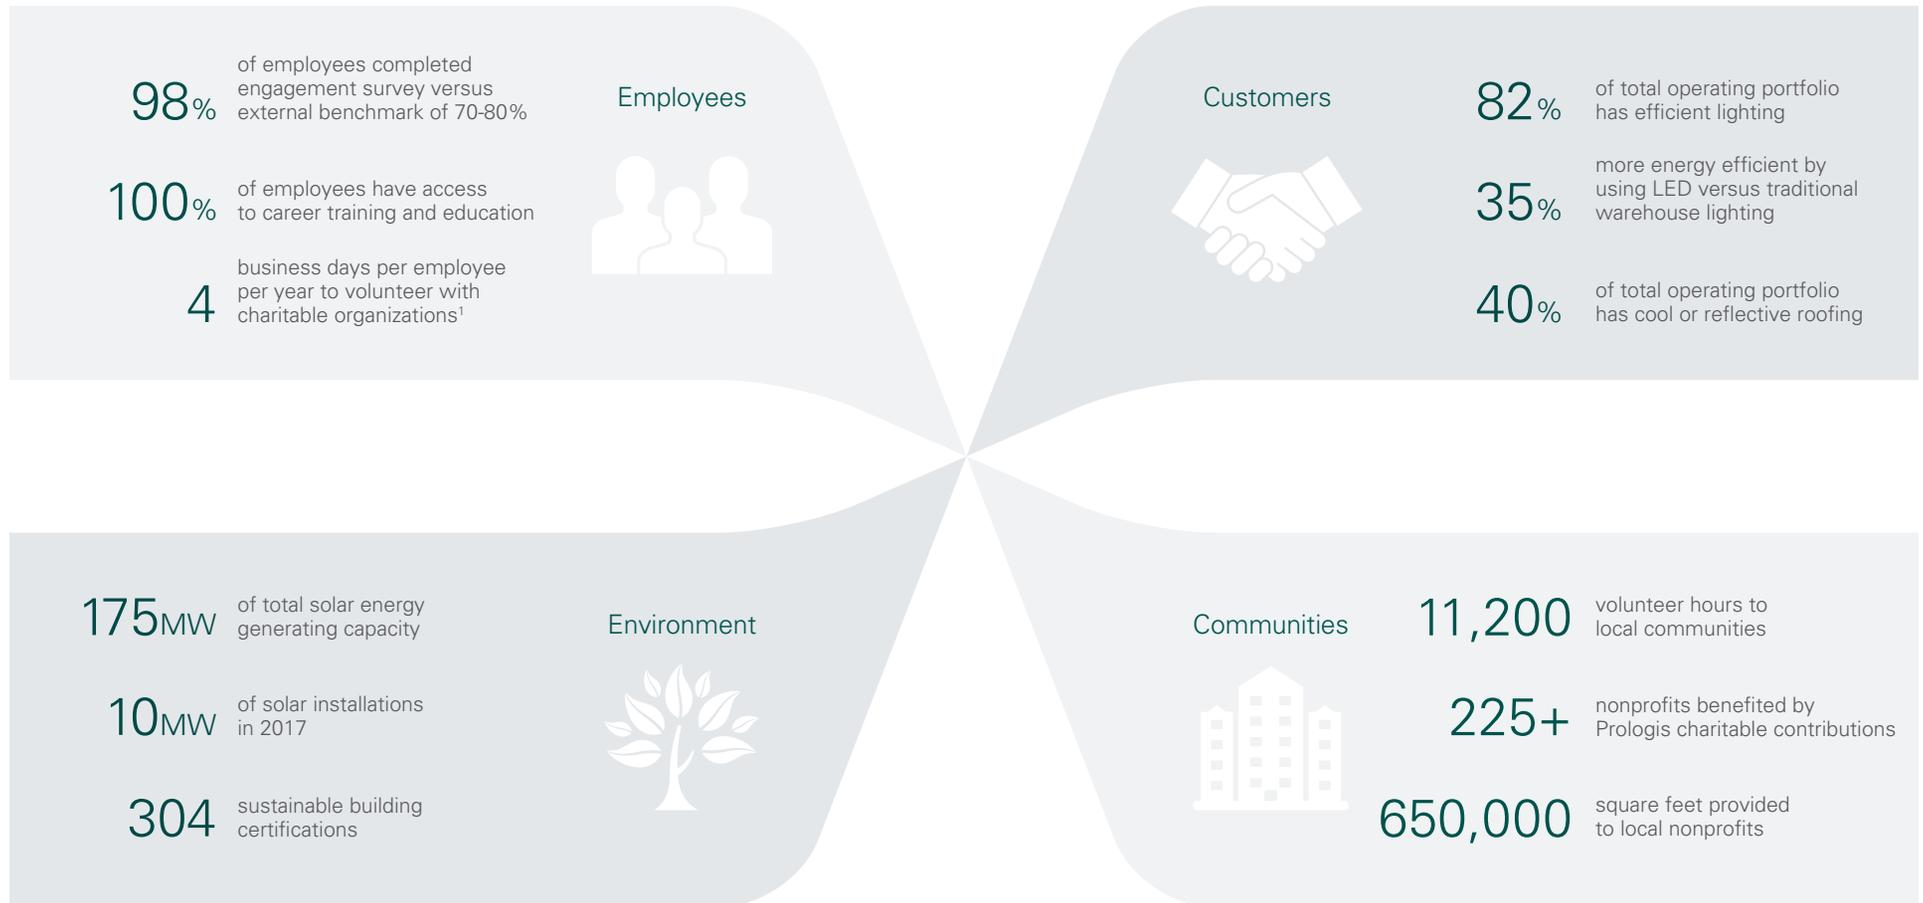 Employees
98%
of employees completed
engagement survey versus
external benchmark of 70-80%
100%
of employees have access
to career training and education
4
business days per employee
per year to volunteer with
charitable organizations¹
Customers
82%
of total operating portfolio
has efficient lighting
35%
more energy efficient by
using LED versus traditional
warehouse lighting
40%
of total operating portfolio
has cool or reflective roofing
Environment
175MW
of total solar energy
generating capacity
10MW
of solar installations
in 2017
304
sustainable building
certifications
Communities
11,200
volunteer hours to
local communities
225+
nonprofits benefited by
Prologis charitable contributions
650,000
square feet provided
to local nonprofits